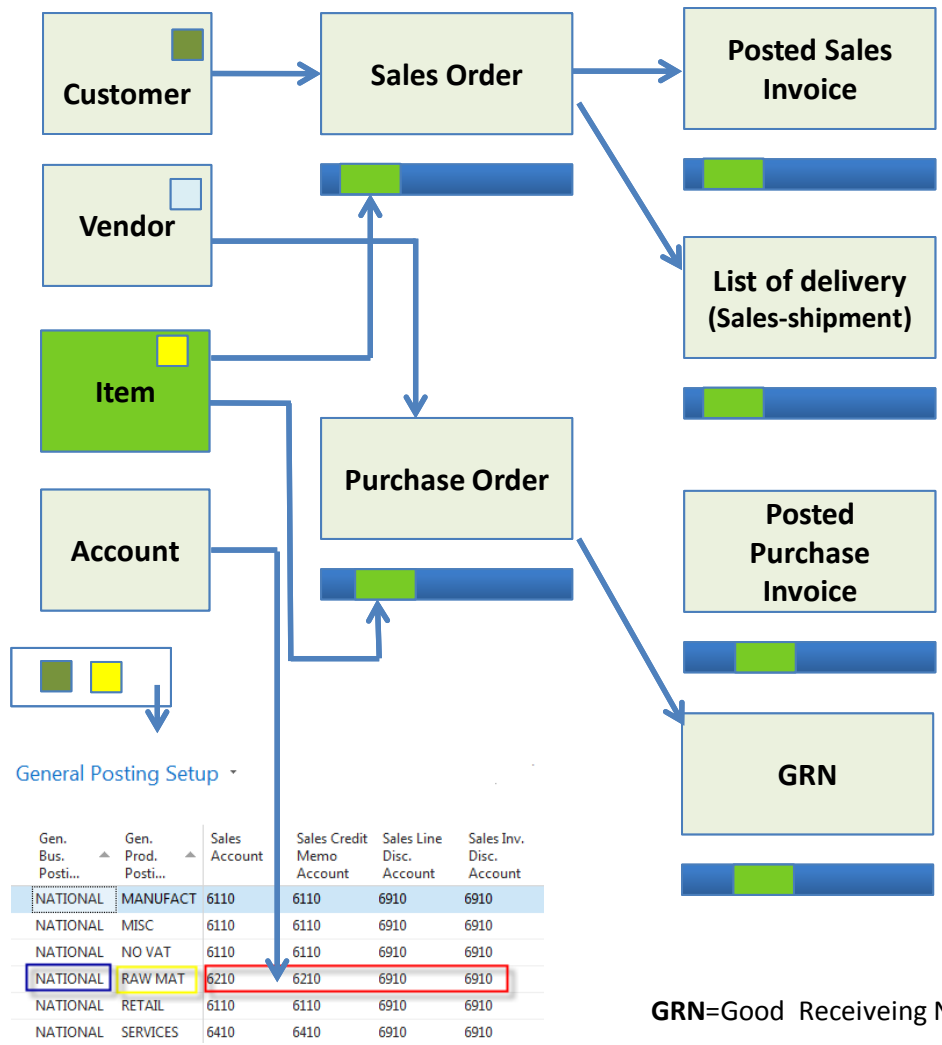 Customer
Sales Order
Posted Sales
Invoice
Vendor
List of delivery
(Sales-shipment)
Item
Purchase Order
Account
Posted
Purchase
Invoice
GRN
General Posting Setup
Gen. Bus. Posti... Gen. Prod. Posti... Sales Account Sales Credit Memo Account Sales Line Disc. Account Sales Inv. Disc. Account
NATIONAL MANUFACT 6110 6110 6910 6910
NATIONAL MISC 6110 6110 6910 6910
NATIONAL NO VAT 6110 6110 6910 6910
NATIONAL RAW MAT 6210 6210 6910 6910
NATIONAL RETAIL 6110 6110 6910 6910
NATIONAL SERVICES 6410 6410 6910 6910
GRN=Good Receiveing N